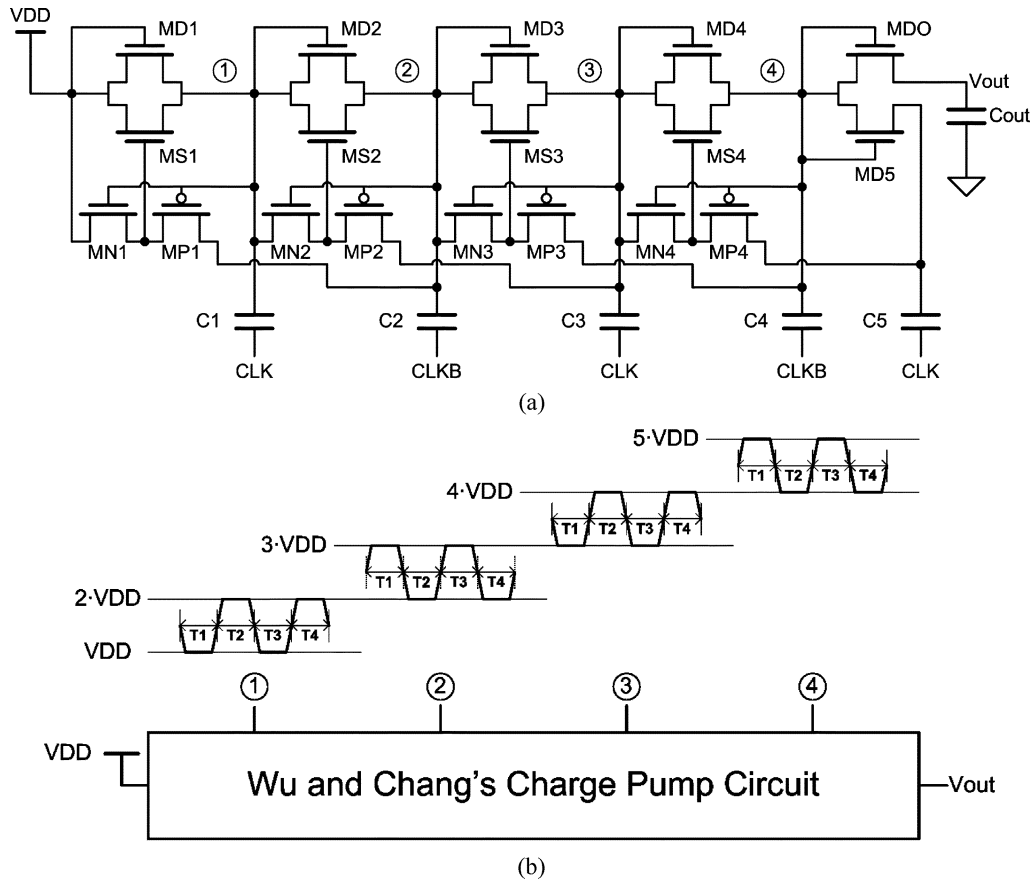 VDD
MD1 MD2 MD3 MD4 MDO
① ② ③ ④ Vout
Cout
MS1 MS2 MS3 MS4 MD5
MN1 MP1 MN2 MP2 MN3 MP3 MN4 MP4
C1 C2 C3 C4 C5
CLK CLKB CLK CLKB CLK
(a)
5·VDD
T1 T2 T3 T4
4·VDD
T1 T2 T3 T4
3·VDD
T1 T2 T3 T4
2·VDD
T1 T2 T3 T4
VDD
① ② ③ ④
VDD
Wu and Chang's Charge Pump Circuit
Vout
(b)